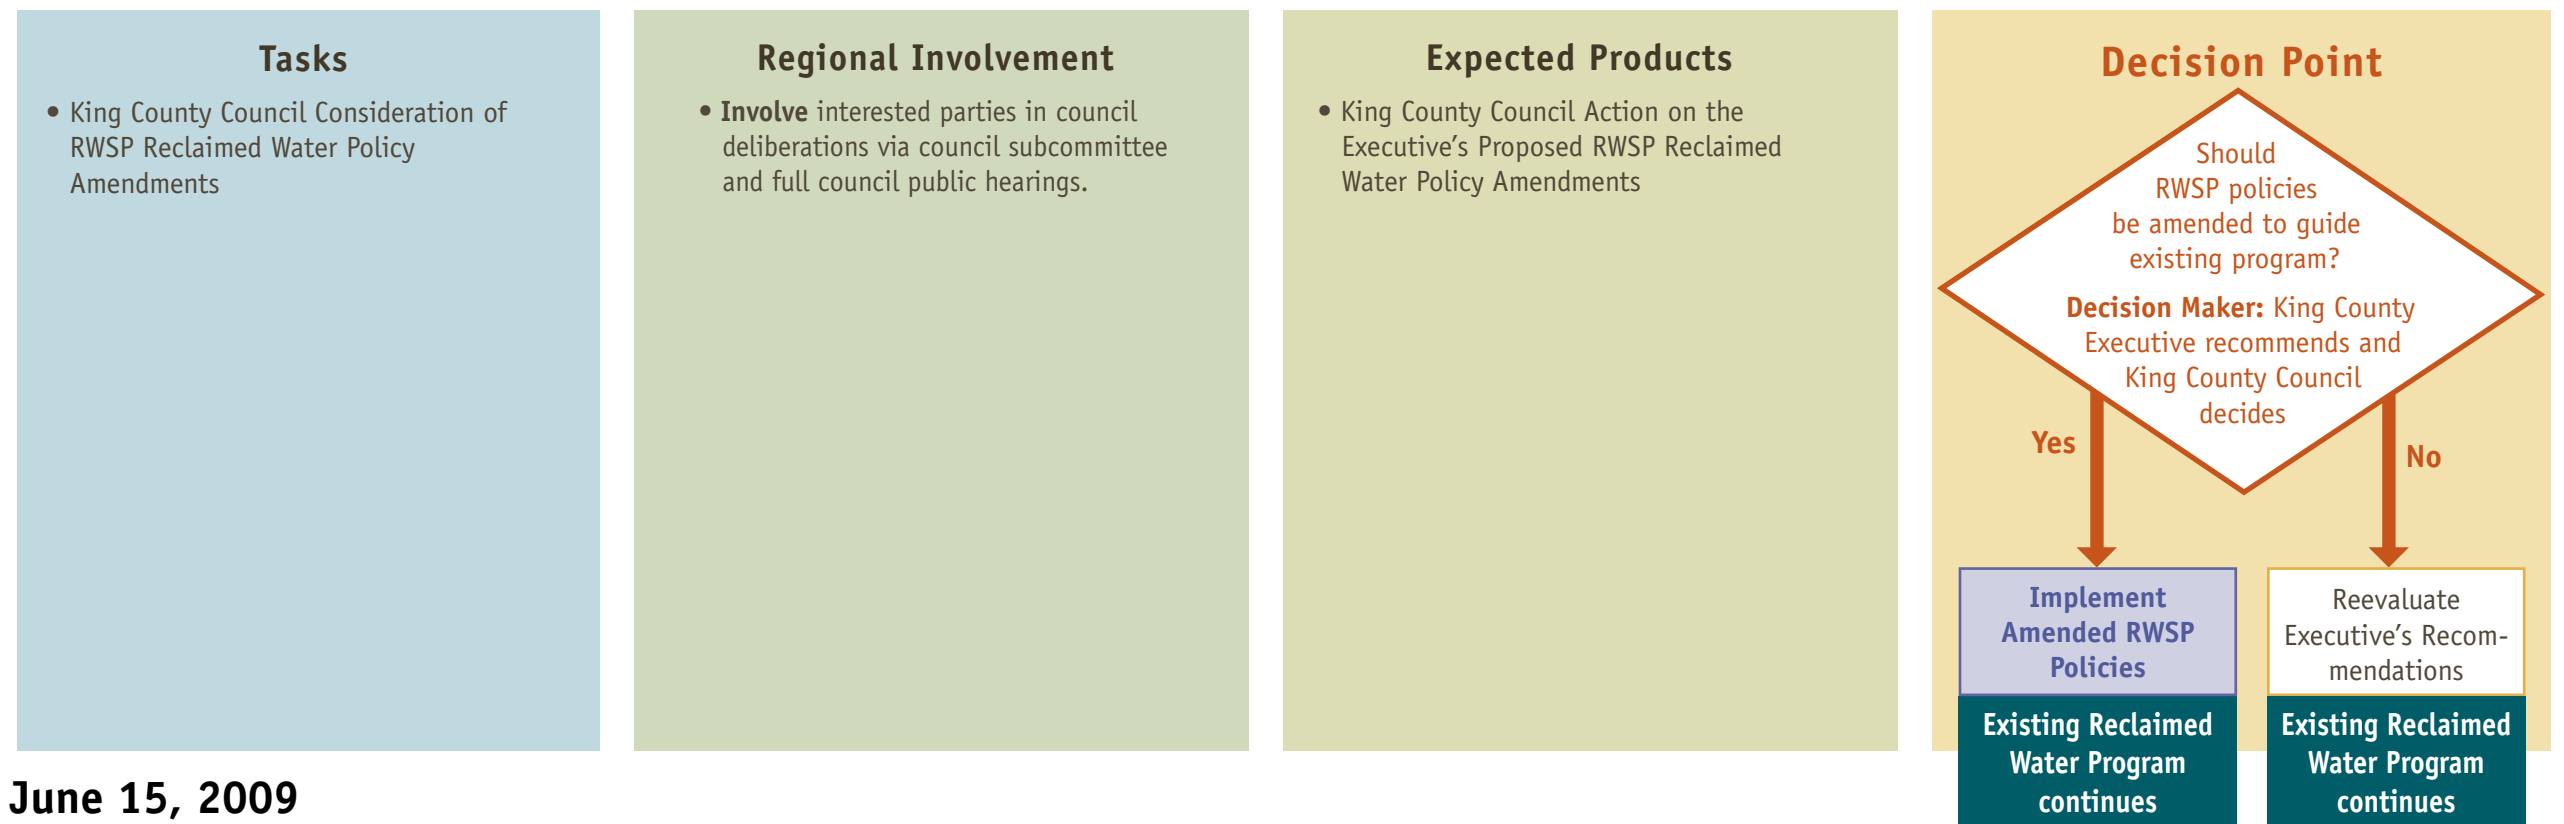 Tasks
• King County Council Consideration of
RWSP Reclaimed Water Policy
Amendments
Regional Involvement
• Involve interested parties in council
deliberations via council subcommittee
and full council public hearings.
Expected Products
• King County Council Action on the
Executive’s Proposed RWSP Reclaimed
Water Policy Amendments
Decision Point
Should
RWSP policies
be amended to guide
existing program?
Decision Maker: King County
Executive recommends and
King County Council
decides
Yes
No
Implement
Amended RWSP
Policies
Reevaluate
Executive’s Recom-
mendations
Existing Reclaimed
Water Program
continues
Existing Reclaimed
Water Program
continues
June 15, 2009